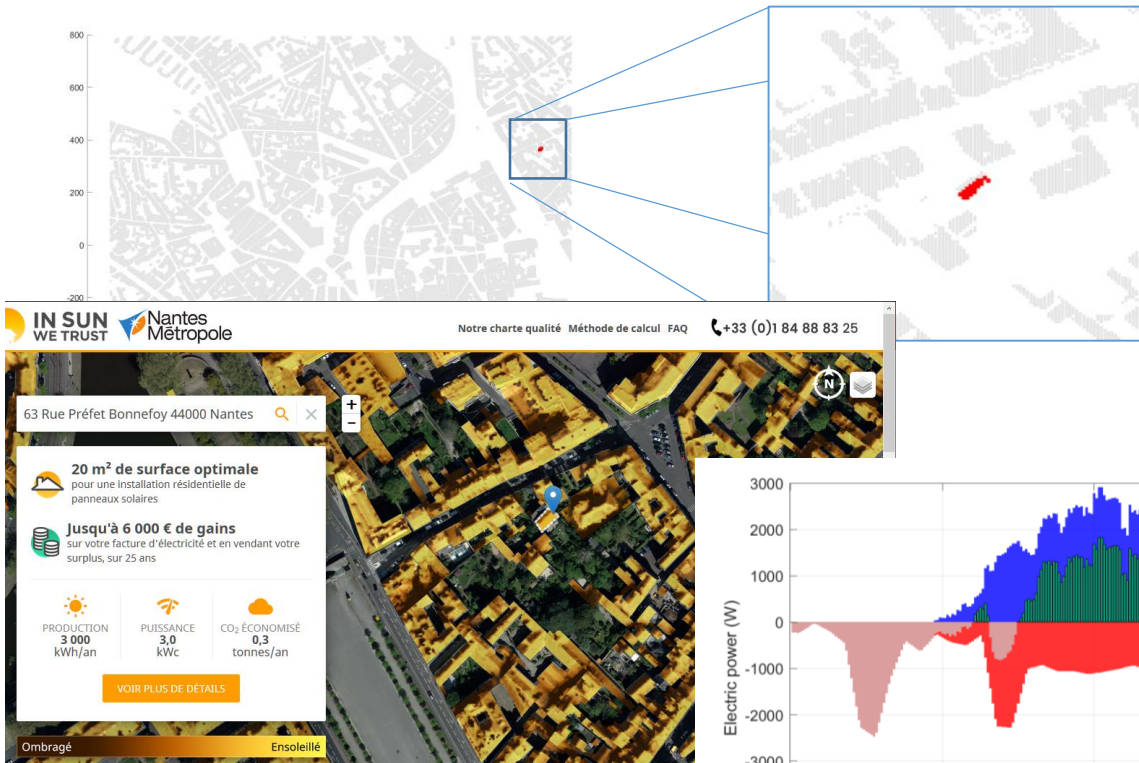 800
600
400
200
0
-200
IN SUN
WE TRUST
Nantes
Métropole
Notre charte qualité Méthode de calcul FAQ
+33 (0)1 84 88 83 25
63 Rue Préfet Bonnefoy 44000 Nantes
+
−
N
20 m² de surface optimale
pour une installation résidentielle de
panneaux solaires
Jusqu'à 6 000 € de gains
sur votre facture d'électricité et en vendant votre
surplus, sur 25 ans
PRODUCTION
3 000
kWh/an
PUISSANCE
3,0
kWc
CO₂ ÉCONOMISÉ
0,3
tonnes/an
VOIR PLUS DE DÉTAILS
Ombragé
Ensoleillé
Electric power (W)
3000
2000
1000
0
-1000
-2000
-3000